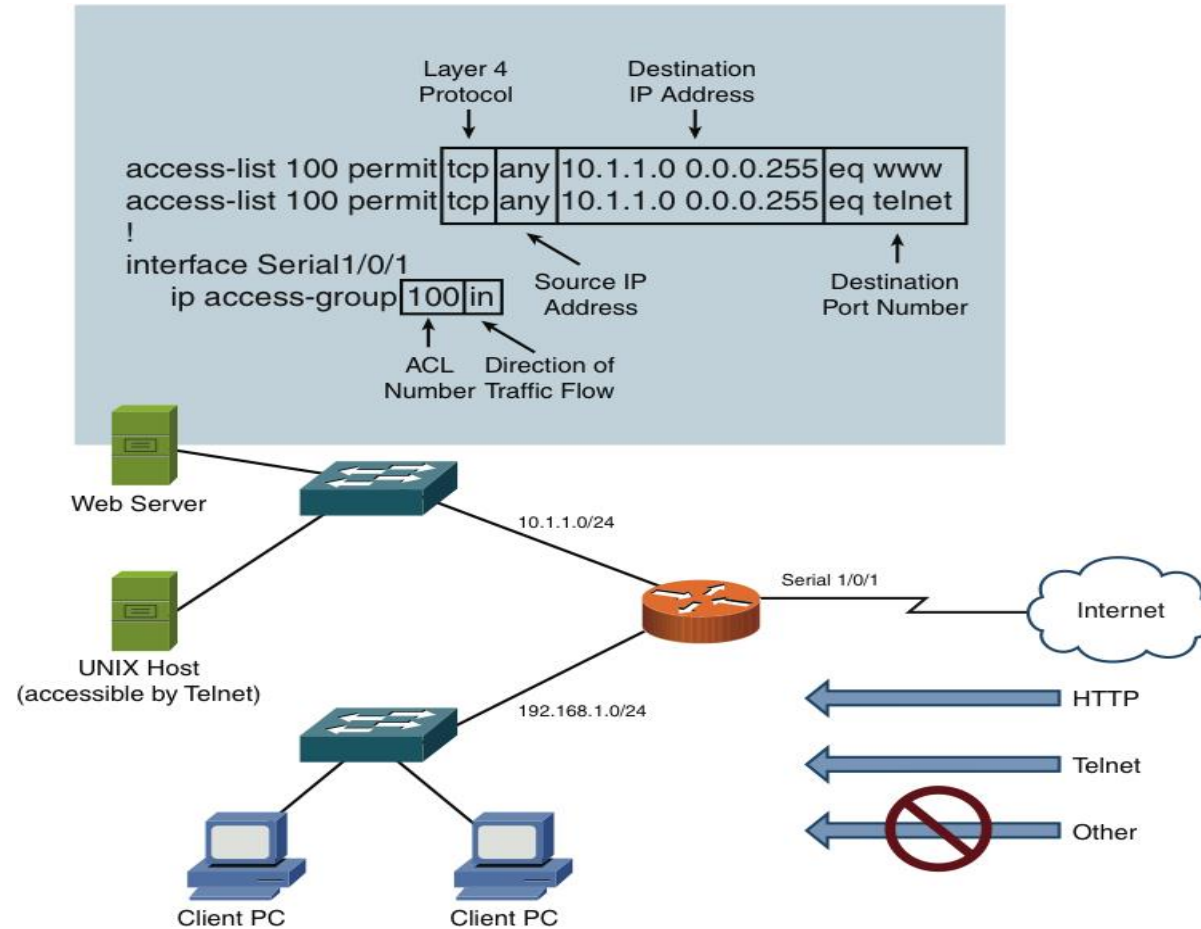 Layer 4
Protocol
Destination
IP Address
access-list 100 permit tcp any 10.1.1.0 0.0.0.255 eq www
access-list 100 permit tcp any 10.1.1.0 0.0.0.255 eq telnet
!
interface Serial1/0/1
ip access-group 100 in
Source IP
Address
Destination
Port Number
ACL
Number
Direction of
Traffic Flow
Web Server
10.1.1.0/24
UNIX Host
(accessible by Telnet)
Serial 1/0/1
Internet
192.168.1.0/24
HTTP
Telnet
Other
Client PC
Client PC